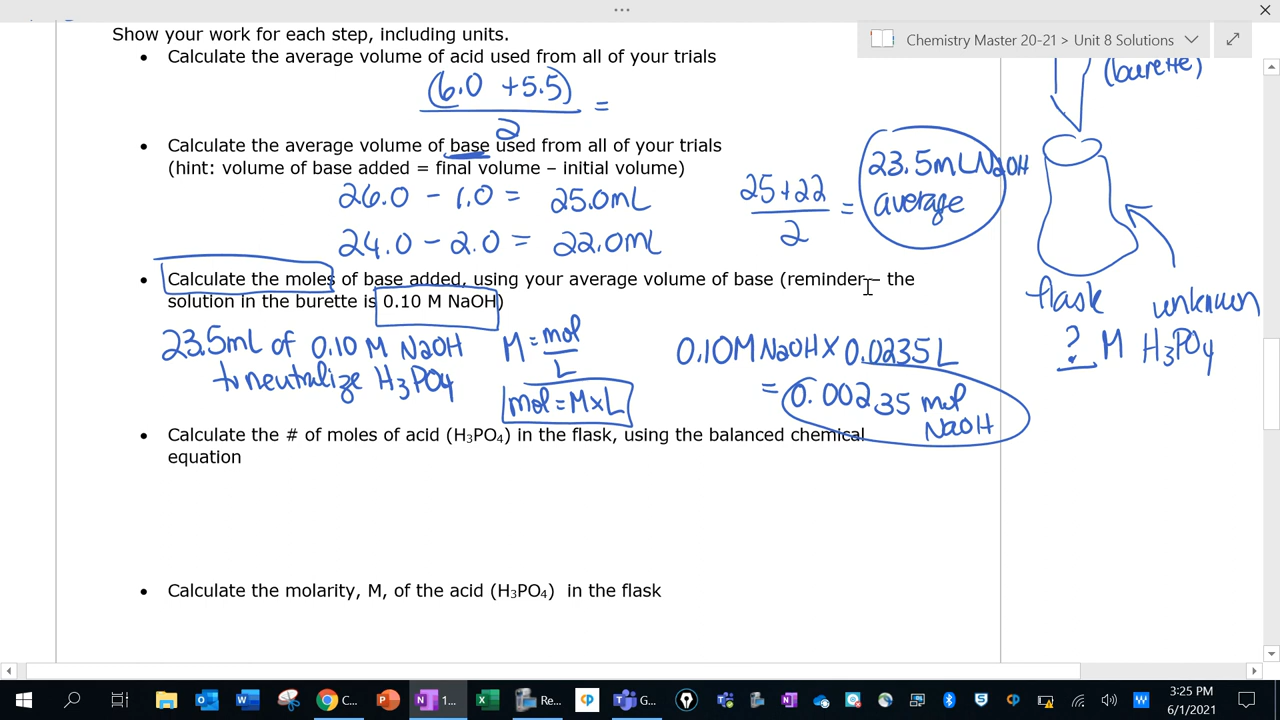 Show your work for each step, including units.
Chemistry Master 20-21 > Unit 8 Solutions
• Calculate the average volume of acid used from all of your trials
(6.0 + 5.5)
2
=
(burette)
• Calculate the average volume of base used from all of your trials
(hint: volume of base added = final volume – initial volume)
26.0 - 1.0 = 25.0mL
24.0 - 2.0 = 22.0mL
25+22
2
=
23.5mL NaOH
average
• Calculate the moles of base added, using your average volume of base (reminder – the
solution in the burette is 0.10 M NaOH)
flask
unknown
? M H3PO4
23.5mL of 0.10 M NaOH
to neutralize H3PO4
M = mol
L
mol = M x L
0.10M NaOH x 0.0235 L
= 0.00235 mol
NaOH
• Calculate the # of moles of acid (H₃PO₄) in the flask, using the balanced chemical
equation
• Calculate the molarity, M, of the acid (H₃PO₄) in the flask
C...
1...
Re...
G...
3:25 PM
6/1/2021